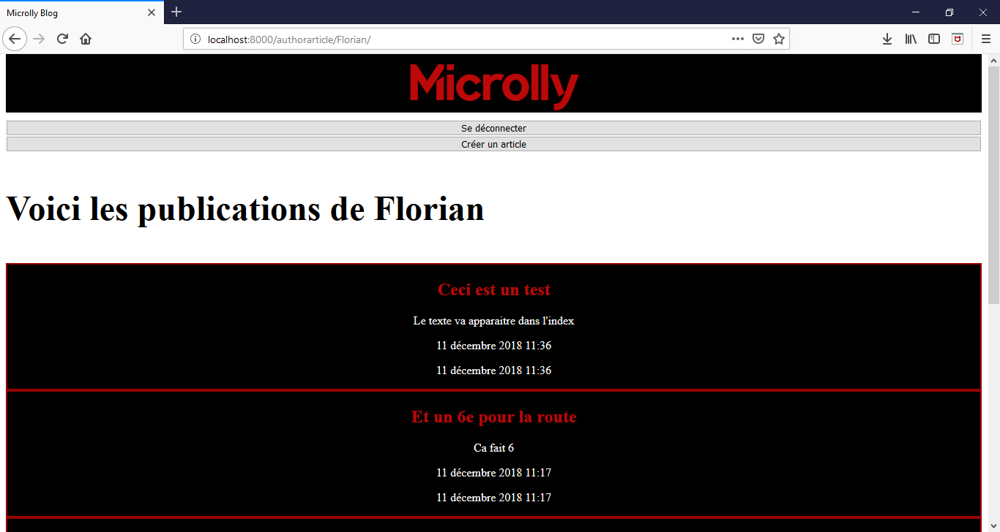 Microlly Blog
localhost:8000/authorarticle/Florian/
Microlly
Se déconnecter
Créer un article
Voici les publications de Florian
Ceci est un test
Le texte va apparaitre dans l'index
11 décembre 2018 11:36
11 décembre 2018 11:36
Et un 6e pour la route
Ca fait 6
11 décembre 2018 11:17
11 décembre 2018 11:17